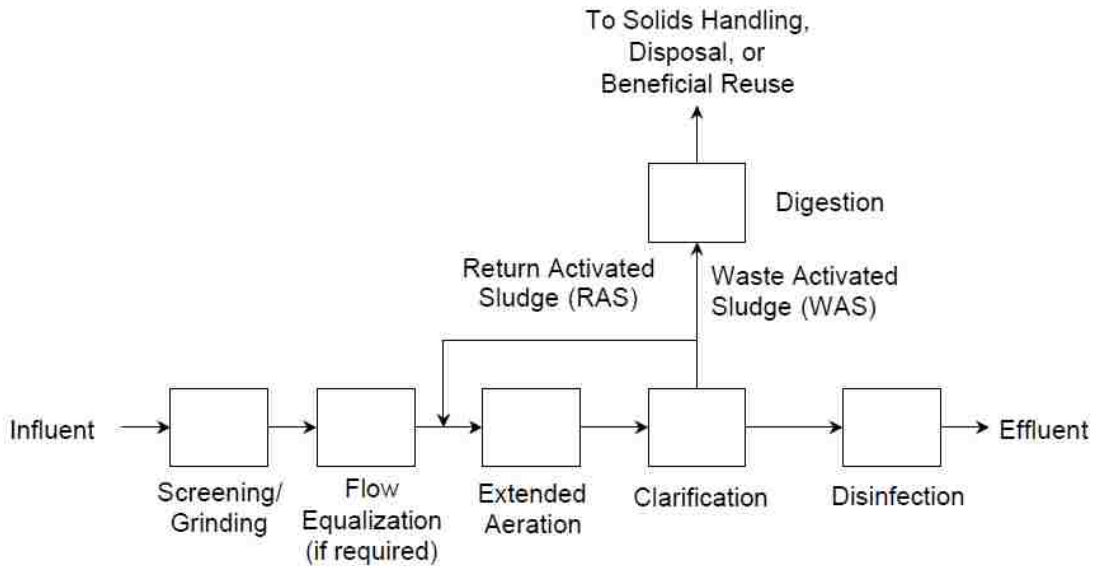 To Solids Handling,
Disposal, or
Beneficial Reuse
Digestion
Return Activated
Sludge (RAS)
Waste Activated
Sludge (WAS)
Influent
Effluent
Screening/
Grinding
Flow
Equalization
(if required)
Extended
Aeration
Clarification
Disinfection